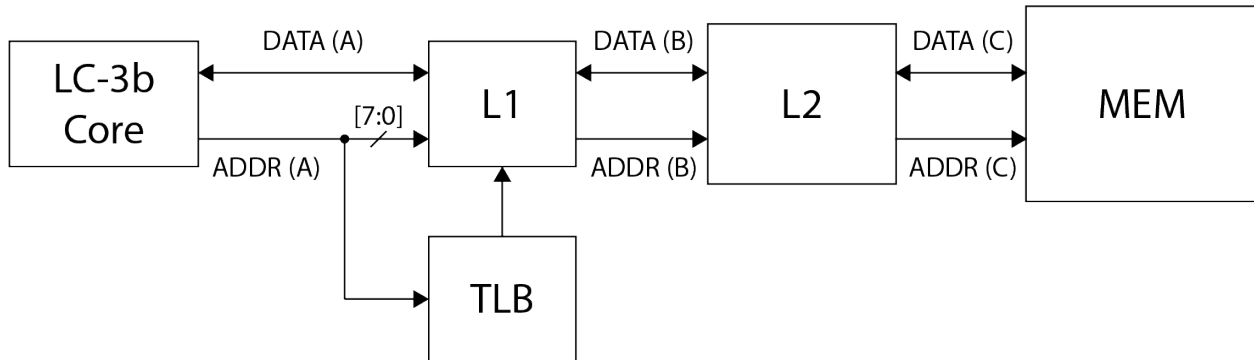 LC-3b
Core
DATA (A)
[7:0]
ADDR (A)
L1
TLB
DATA (B)
ADDR (B)
L2
DATA (C)
ADDR (C)
MEM